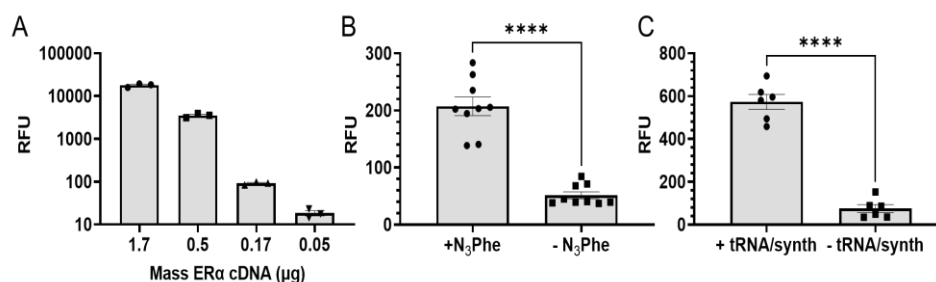 A
RFU
100000
10000
1000
100
10
1.7
0.5
0.17
0.05
Mass ERα cDNA (µg)
B
RFU
300
200
100
0
****
+N₃Phe
- N₃Phe
C
RFU
800
600
400
200
0
****
+ tRNA/synth
- tRNA/synth